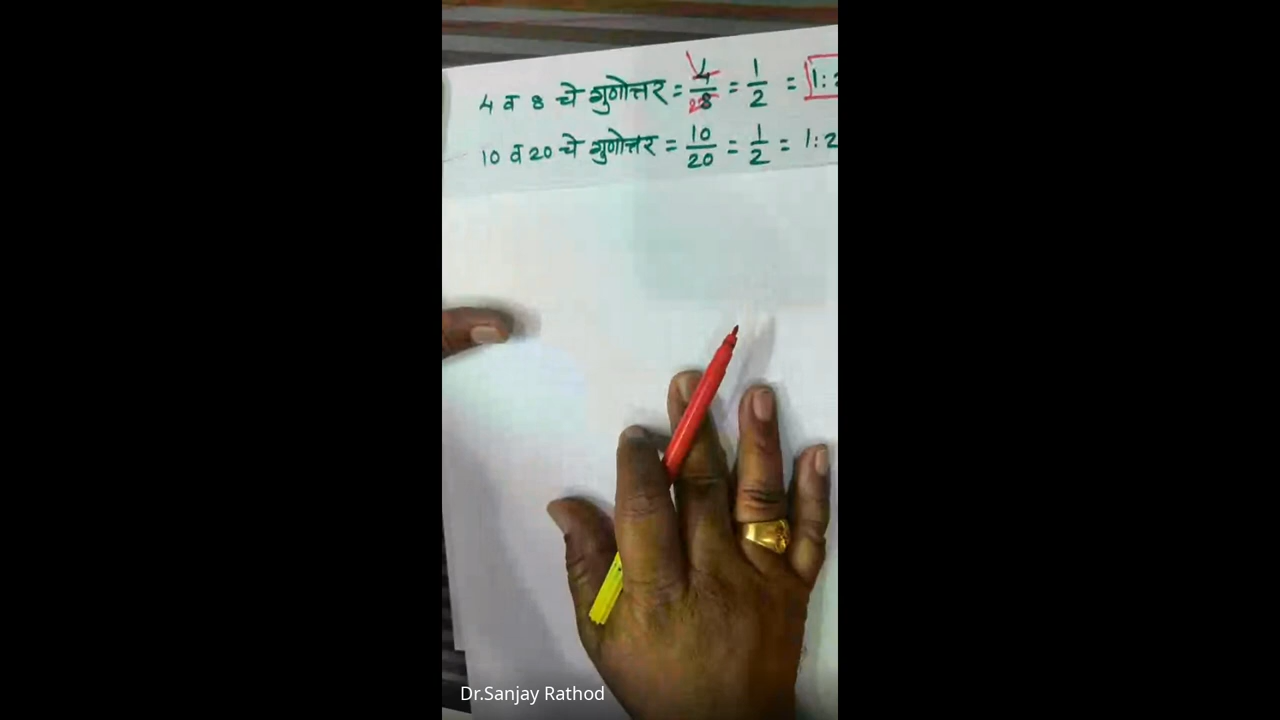 4 व 8 चे गुणोत्तर = 4/8 = 1/2 = 1:2
10 व 20 चे गुणोत्तर = 10/20 = 1/2 = 1:2
Dr.Sanjay Rathod